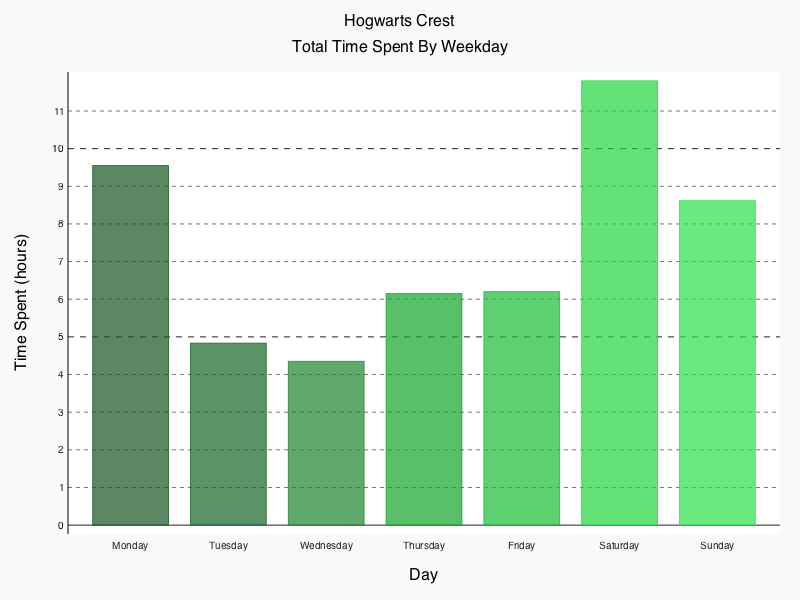 Hogwarts Crest
Total Time Spent By Weekday
Time Spent (hours)
11
10
9
8
7
6
5
4
3
2
1
0
Monday Tuesday Wednesday Thursday Friday Saturday Sunday
Day